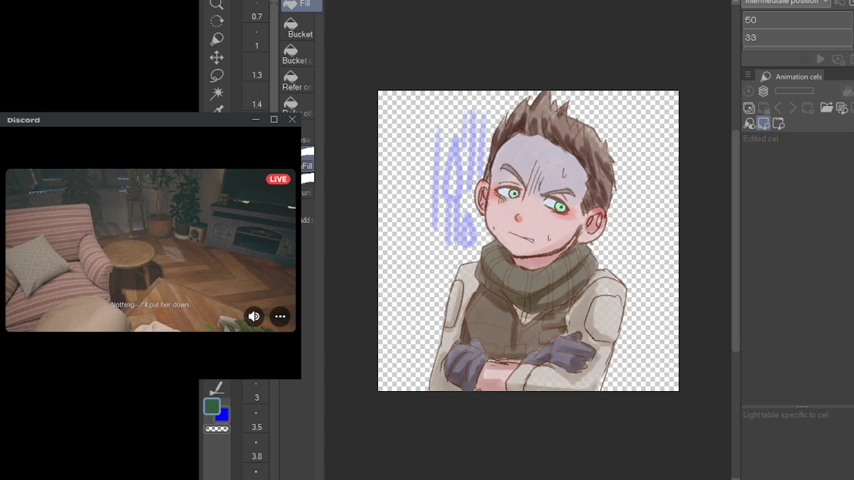 Fill
0.7
Bucket
1
Bucket
1.3
Refer
1.4
Refer
Discord
LIVE
Nothing--I'll put her down.
Fill
3
3.5
3.8
Intermediate position
50
33
Animation cels
Edited cel
Light table specific to cel